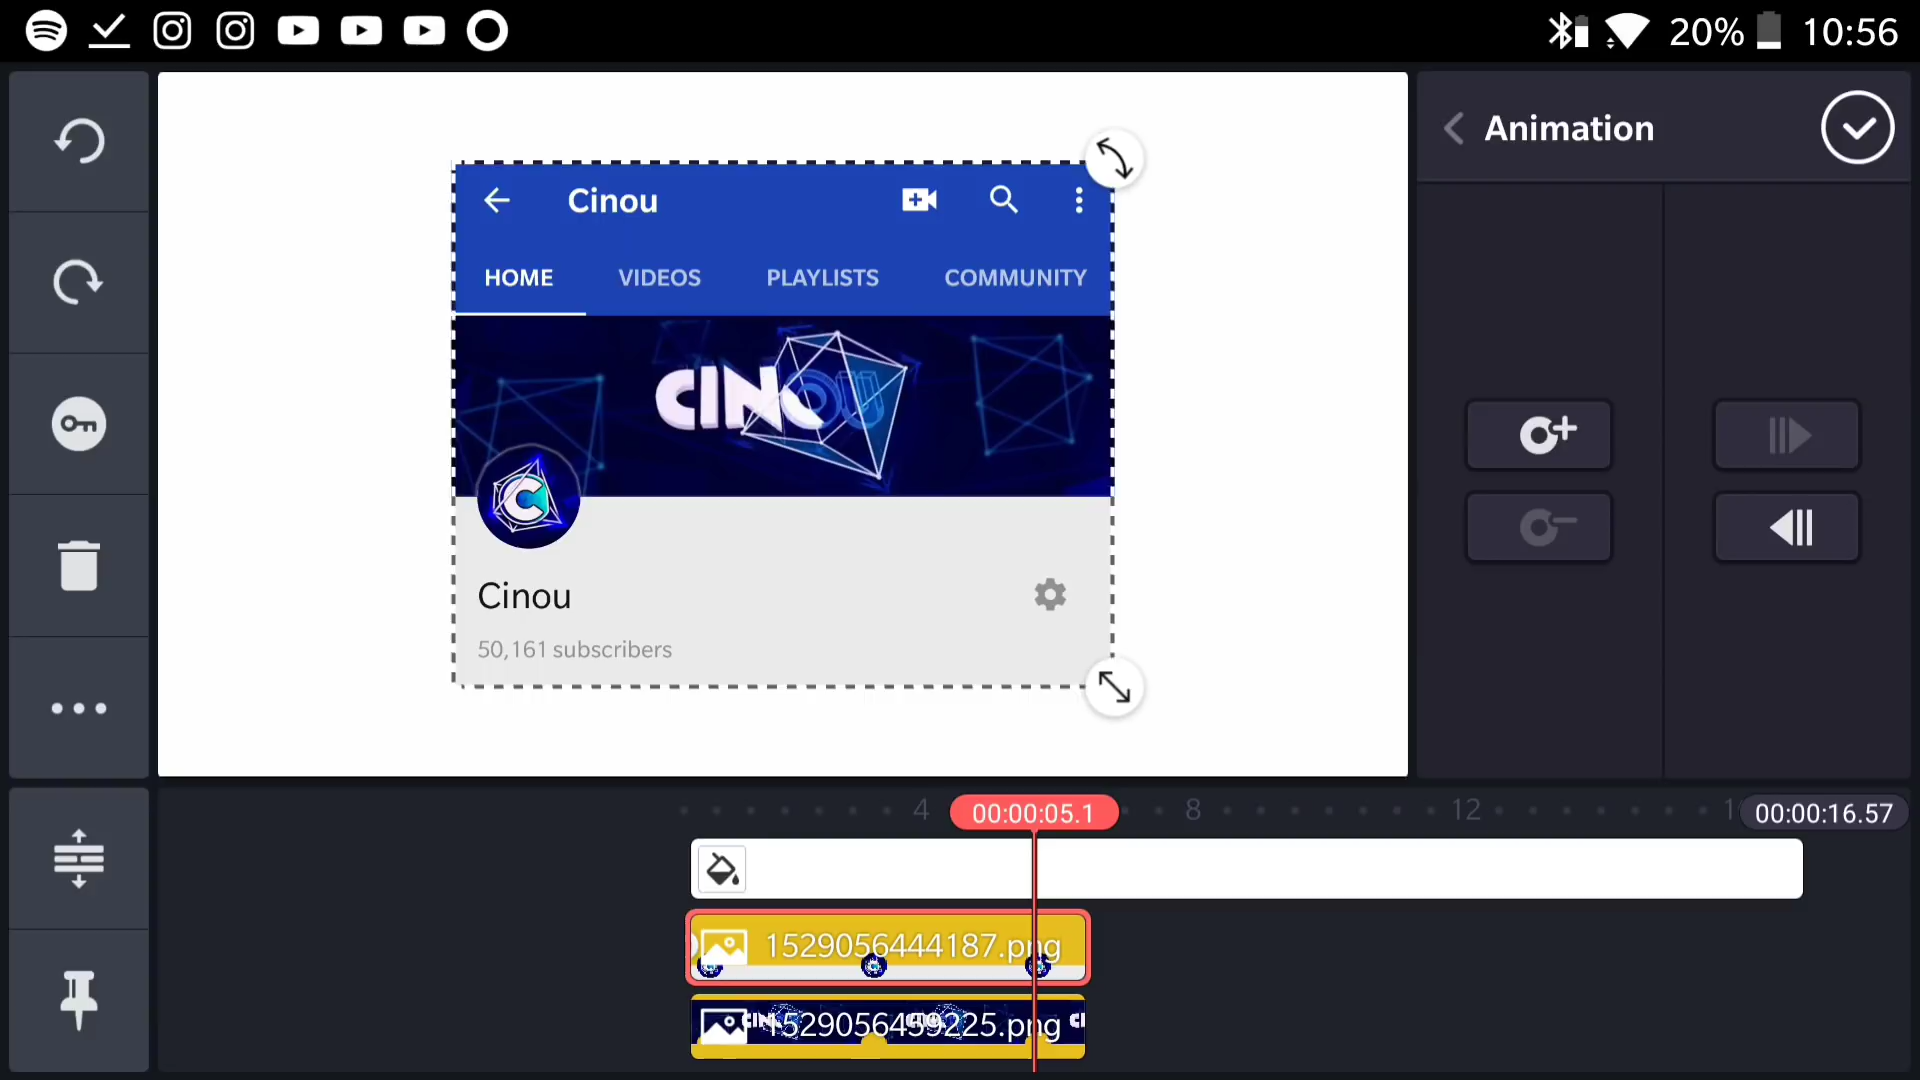 20% 10:56
Animation
Cinou
HOME VIDEOS PLAYLISTS COMMUNITY
CINOU
C
Cinou
50,161 subscribers
4 00:00:05.1 8 12 1 00:00:16.57
1529056444187.png
1529056459225.png